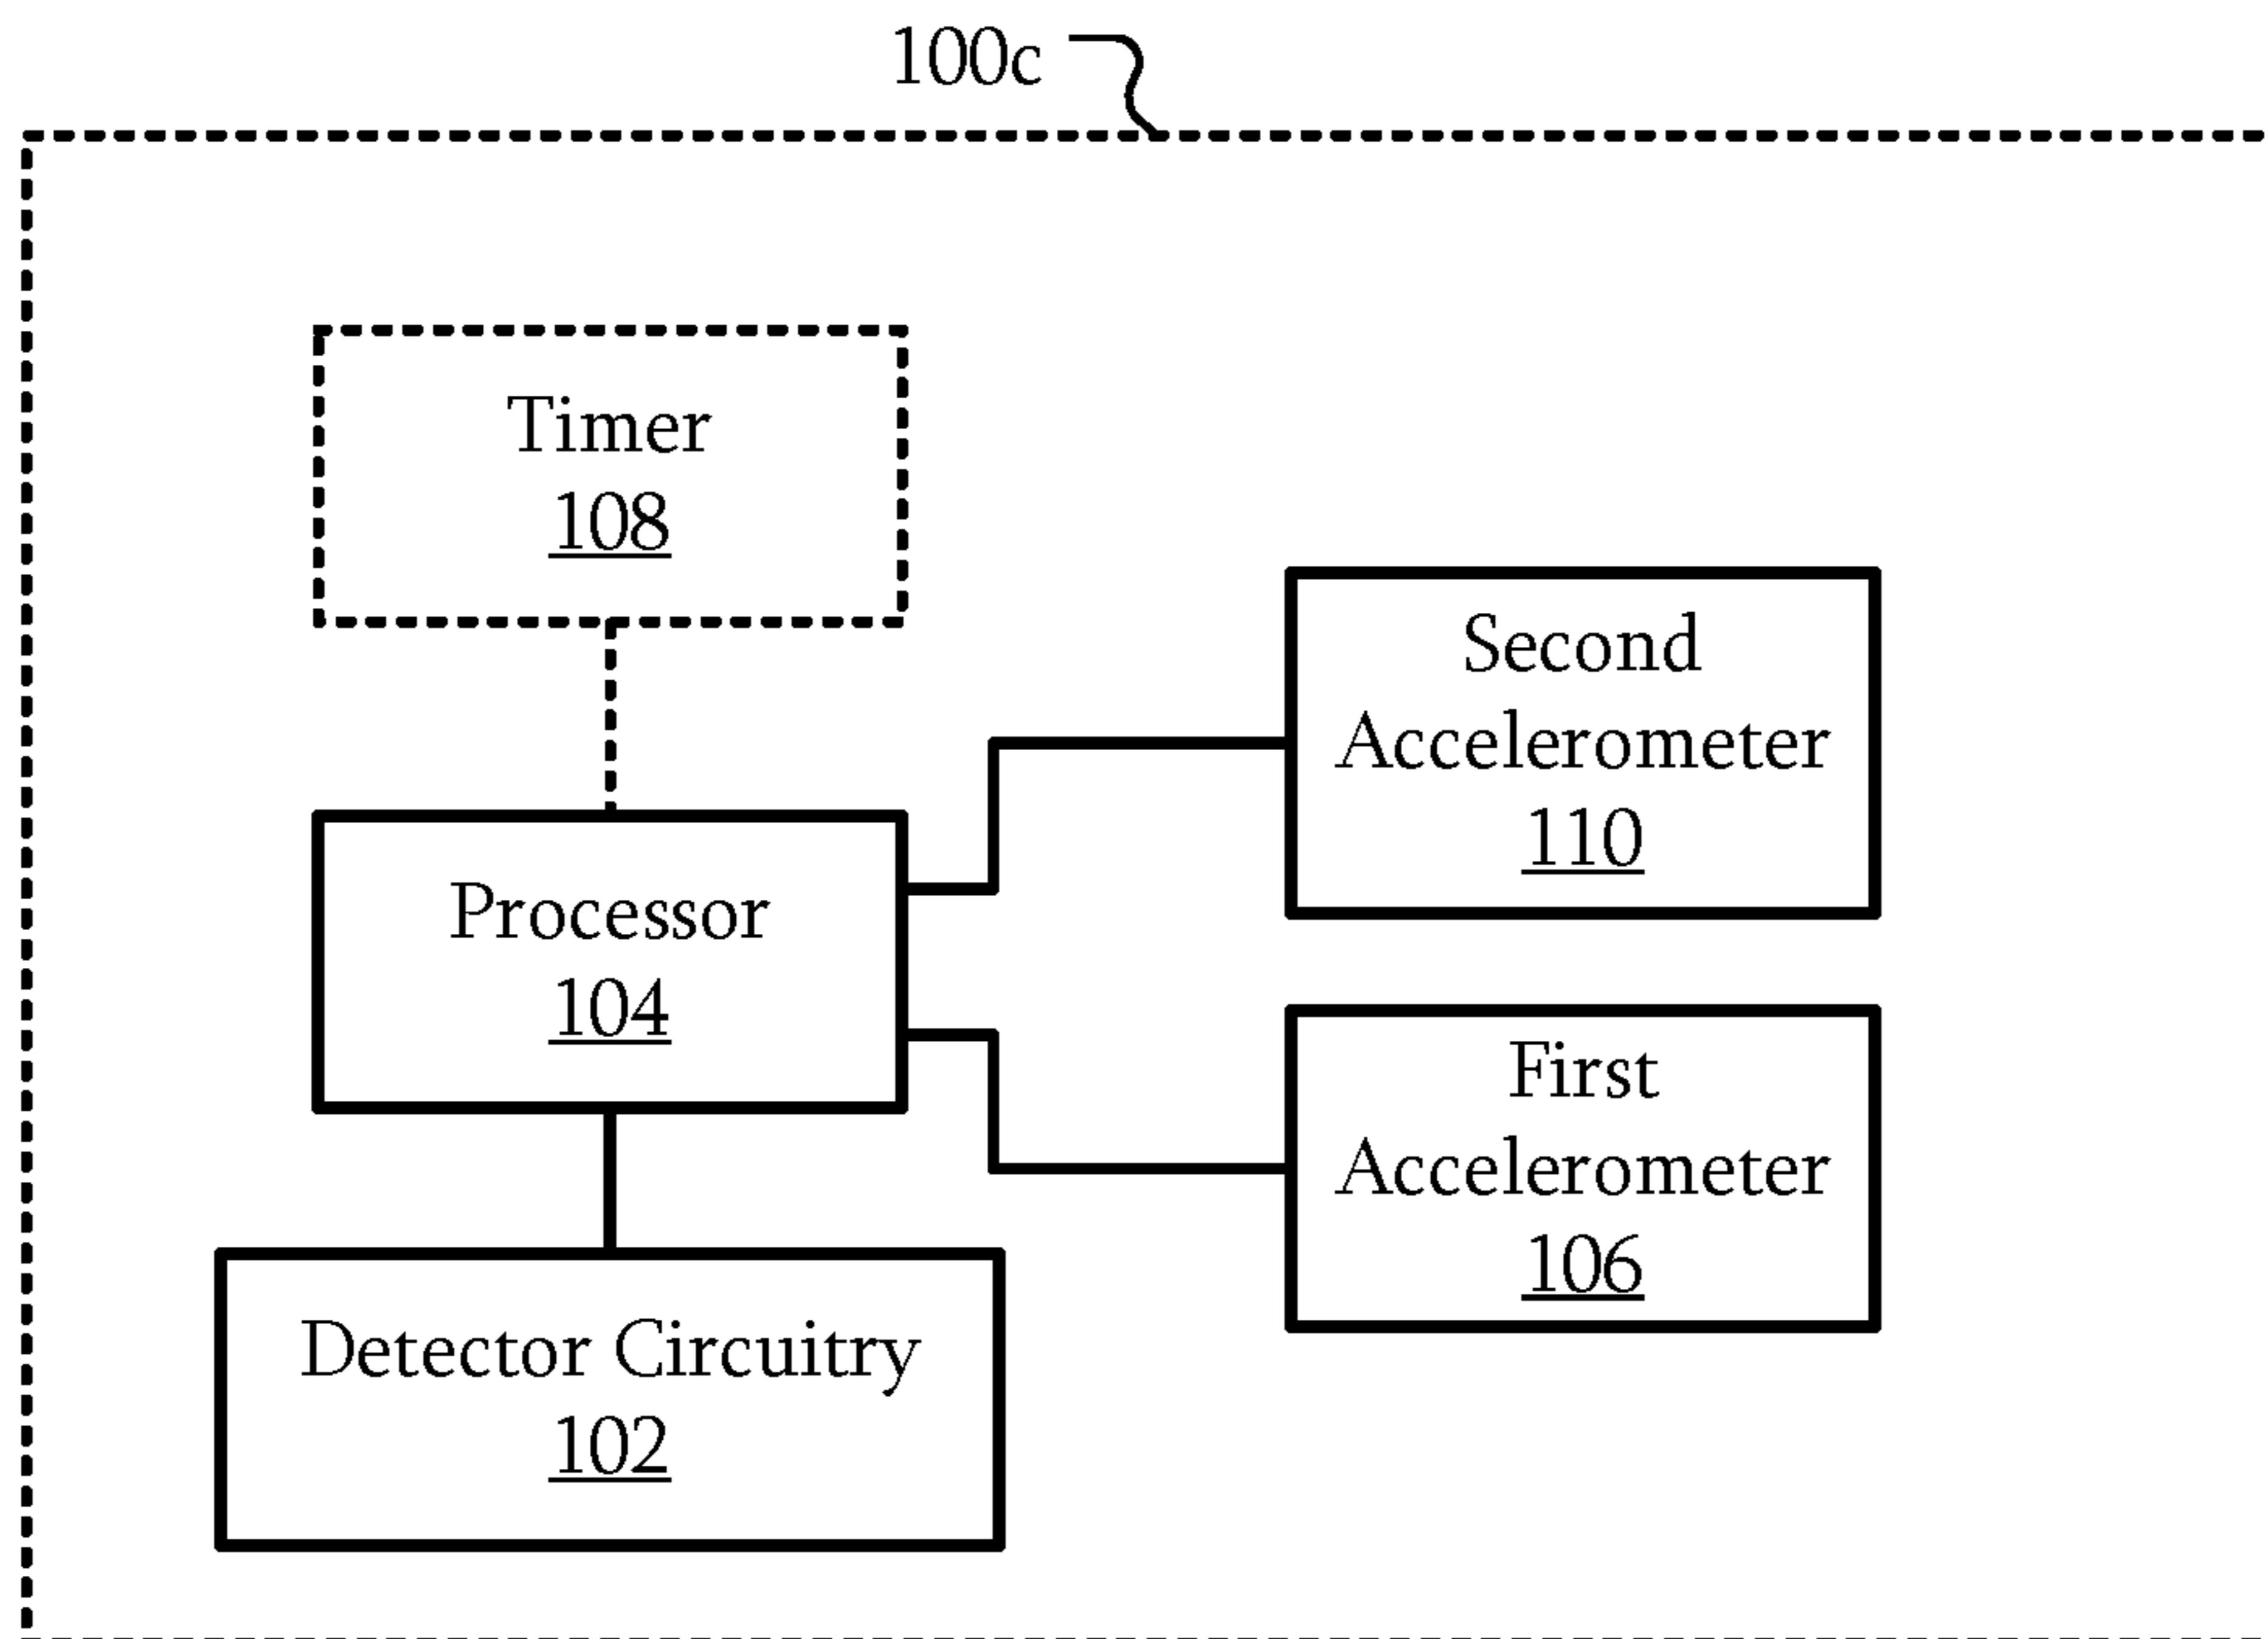 100c
Timer
108
Second
Accelerometer
110
Processor
104
First
Accelerometer
106
Detector Circuitry
102